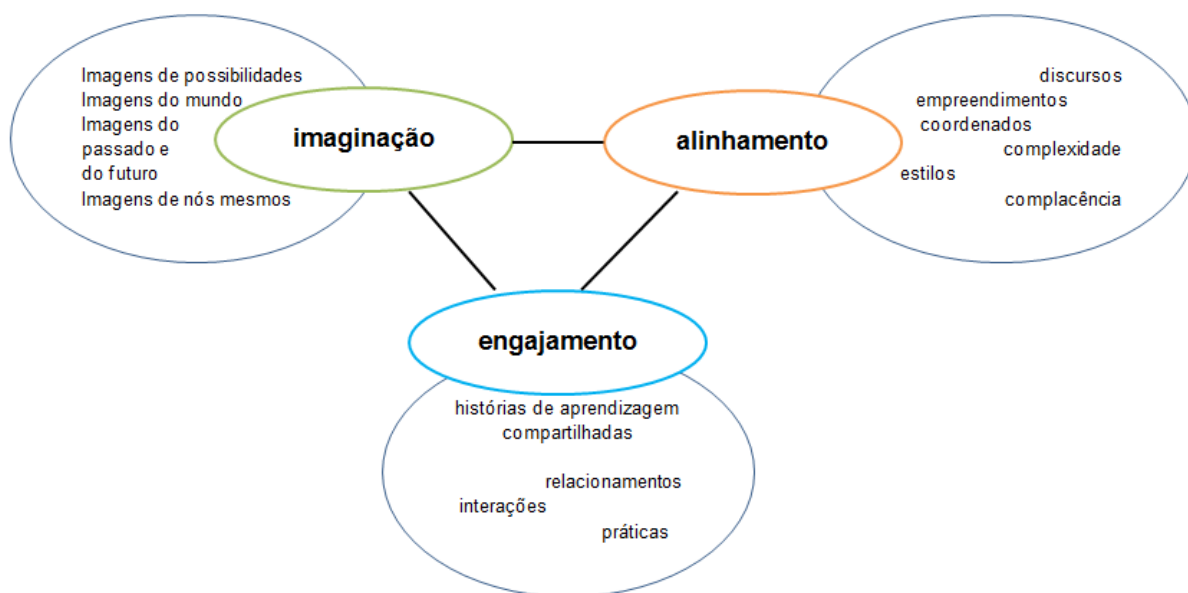 Imagens de possibilidades
Imagens do mundo
Imagens do
passado e
do futuro
Imagens de nós mesmos
imaginação
alinhamento
discursos
empreendimentos
coordenados
complexidade
estilos
complacência
engajamento
histórias de aprendizagem
compartilhadas
relacionamentos
interações
práticas